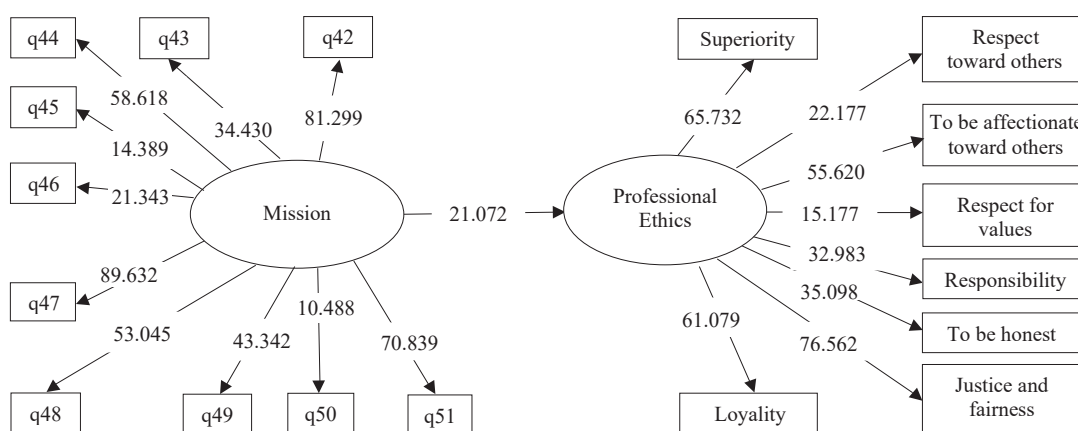 q44
q43
q42
Superiority
Respect
toward others
58.618
34.430
81.299
65.732
22.177
q45
14.389
To be affectionate
toward others
55.620
q46
21.343
Mission
21.072
Professional
Ethics
15.177
Respect for
values
32.983
Responsibility
q47
89.632
35.098
To be honest
53.045
43.342
10.488
70.839
61.079
76.562
Justice and
fairness
q48
q49
q50
q51
Loyality